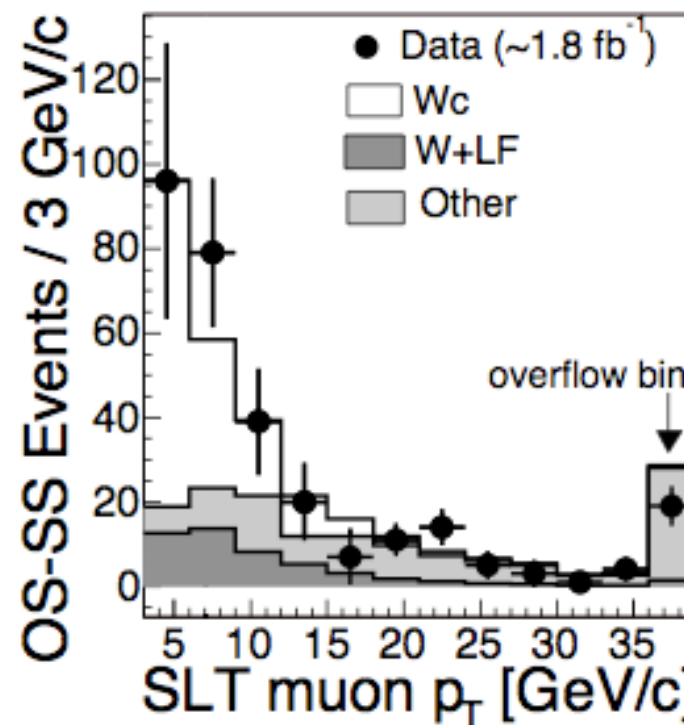 OS-SS Events / 3 GeV/c
120
100
80
60
40
20
0
Data (~1.8 fb⁻¹)
Wc
W+LF
Other
overflow bin
5 10 15 20 25 30 35
SLT muon p_T [GeV/c]